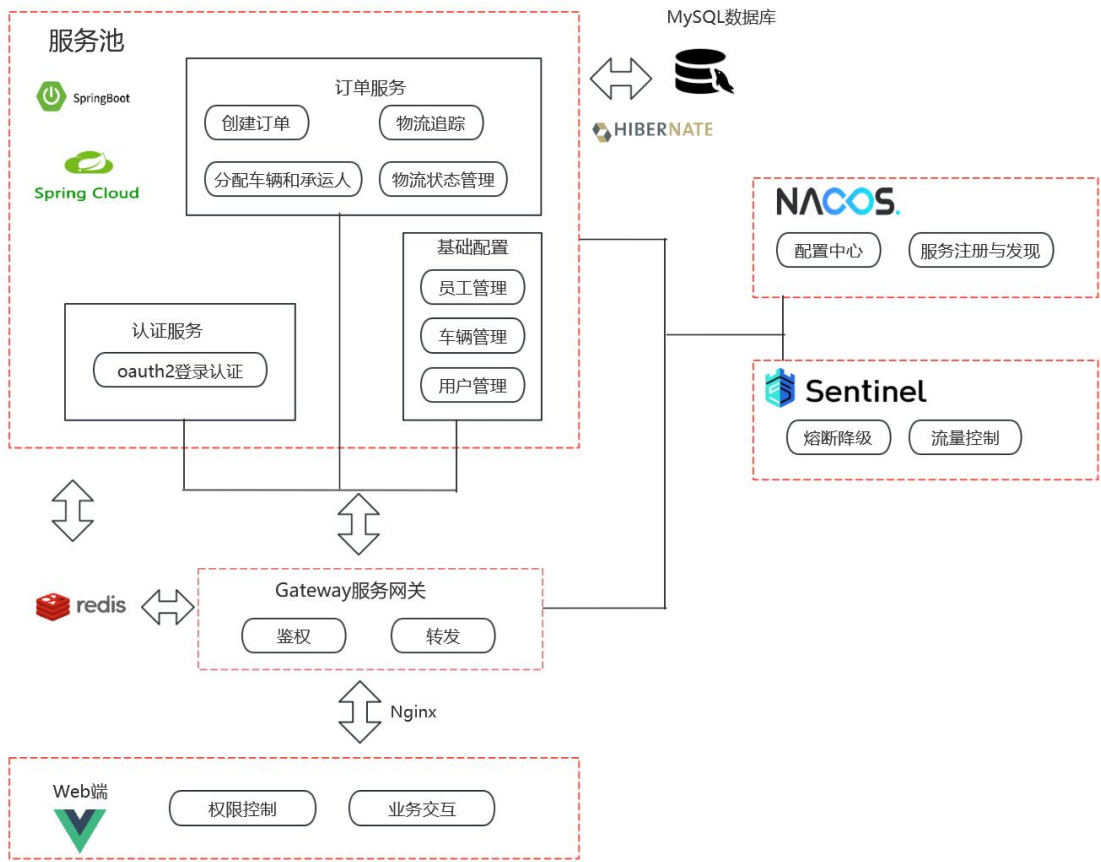 MySQL数据库
服务池
SpringBoot
Spring Cloud
订单服务
创建订单
物流追踪
分配车辆和承运人
物流状态管理
HIBERNATE
基础配置
员工管理
车辆管理
用户管理
认证服务
oauth2登录认证
NACOS.
配置中心
服务注册与发现
Sentinel
熔断降级
流量控制
redis
Gateway服务网关
鉴权
转发
Nginx
Web端
权限控制
业务交互